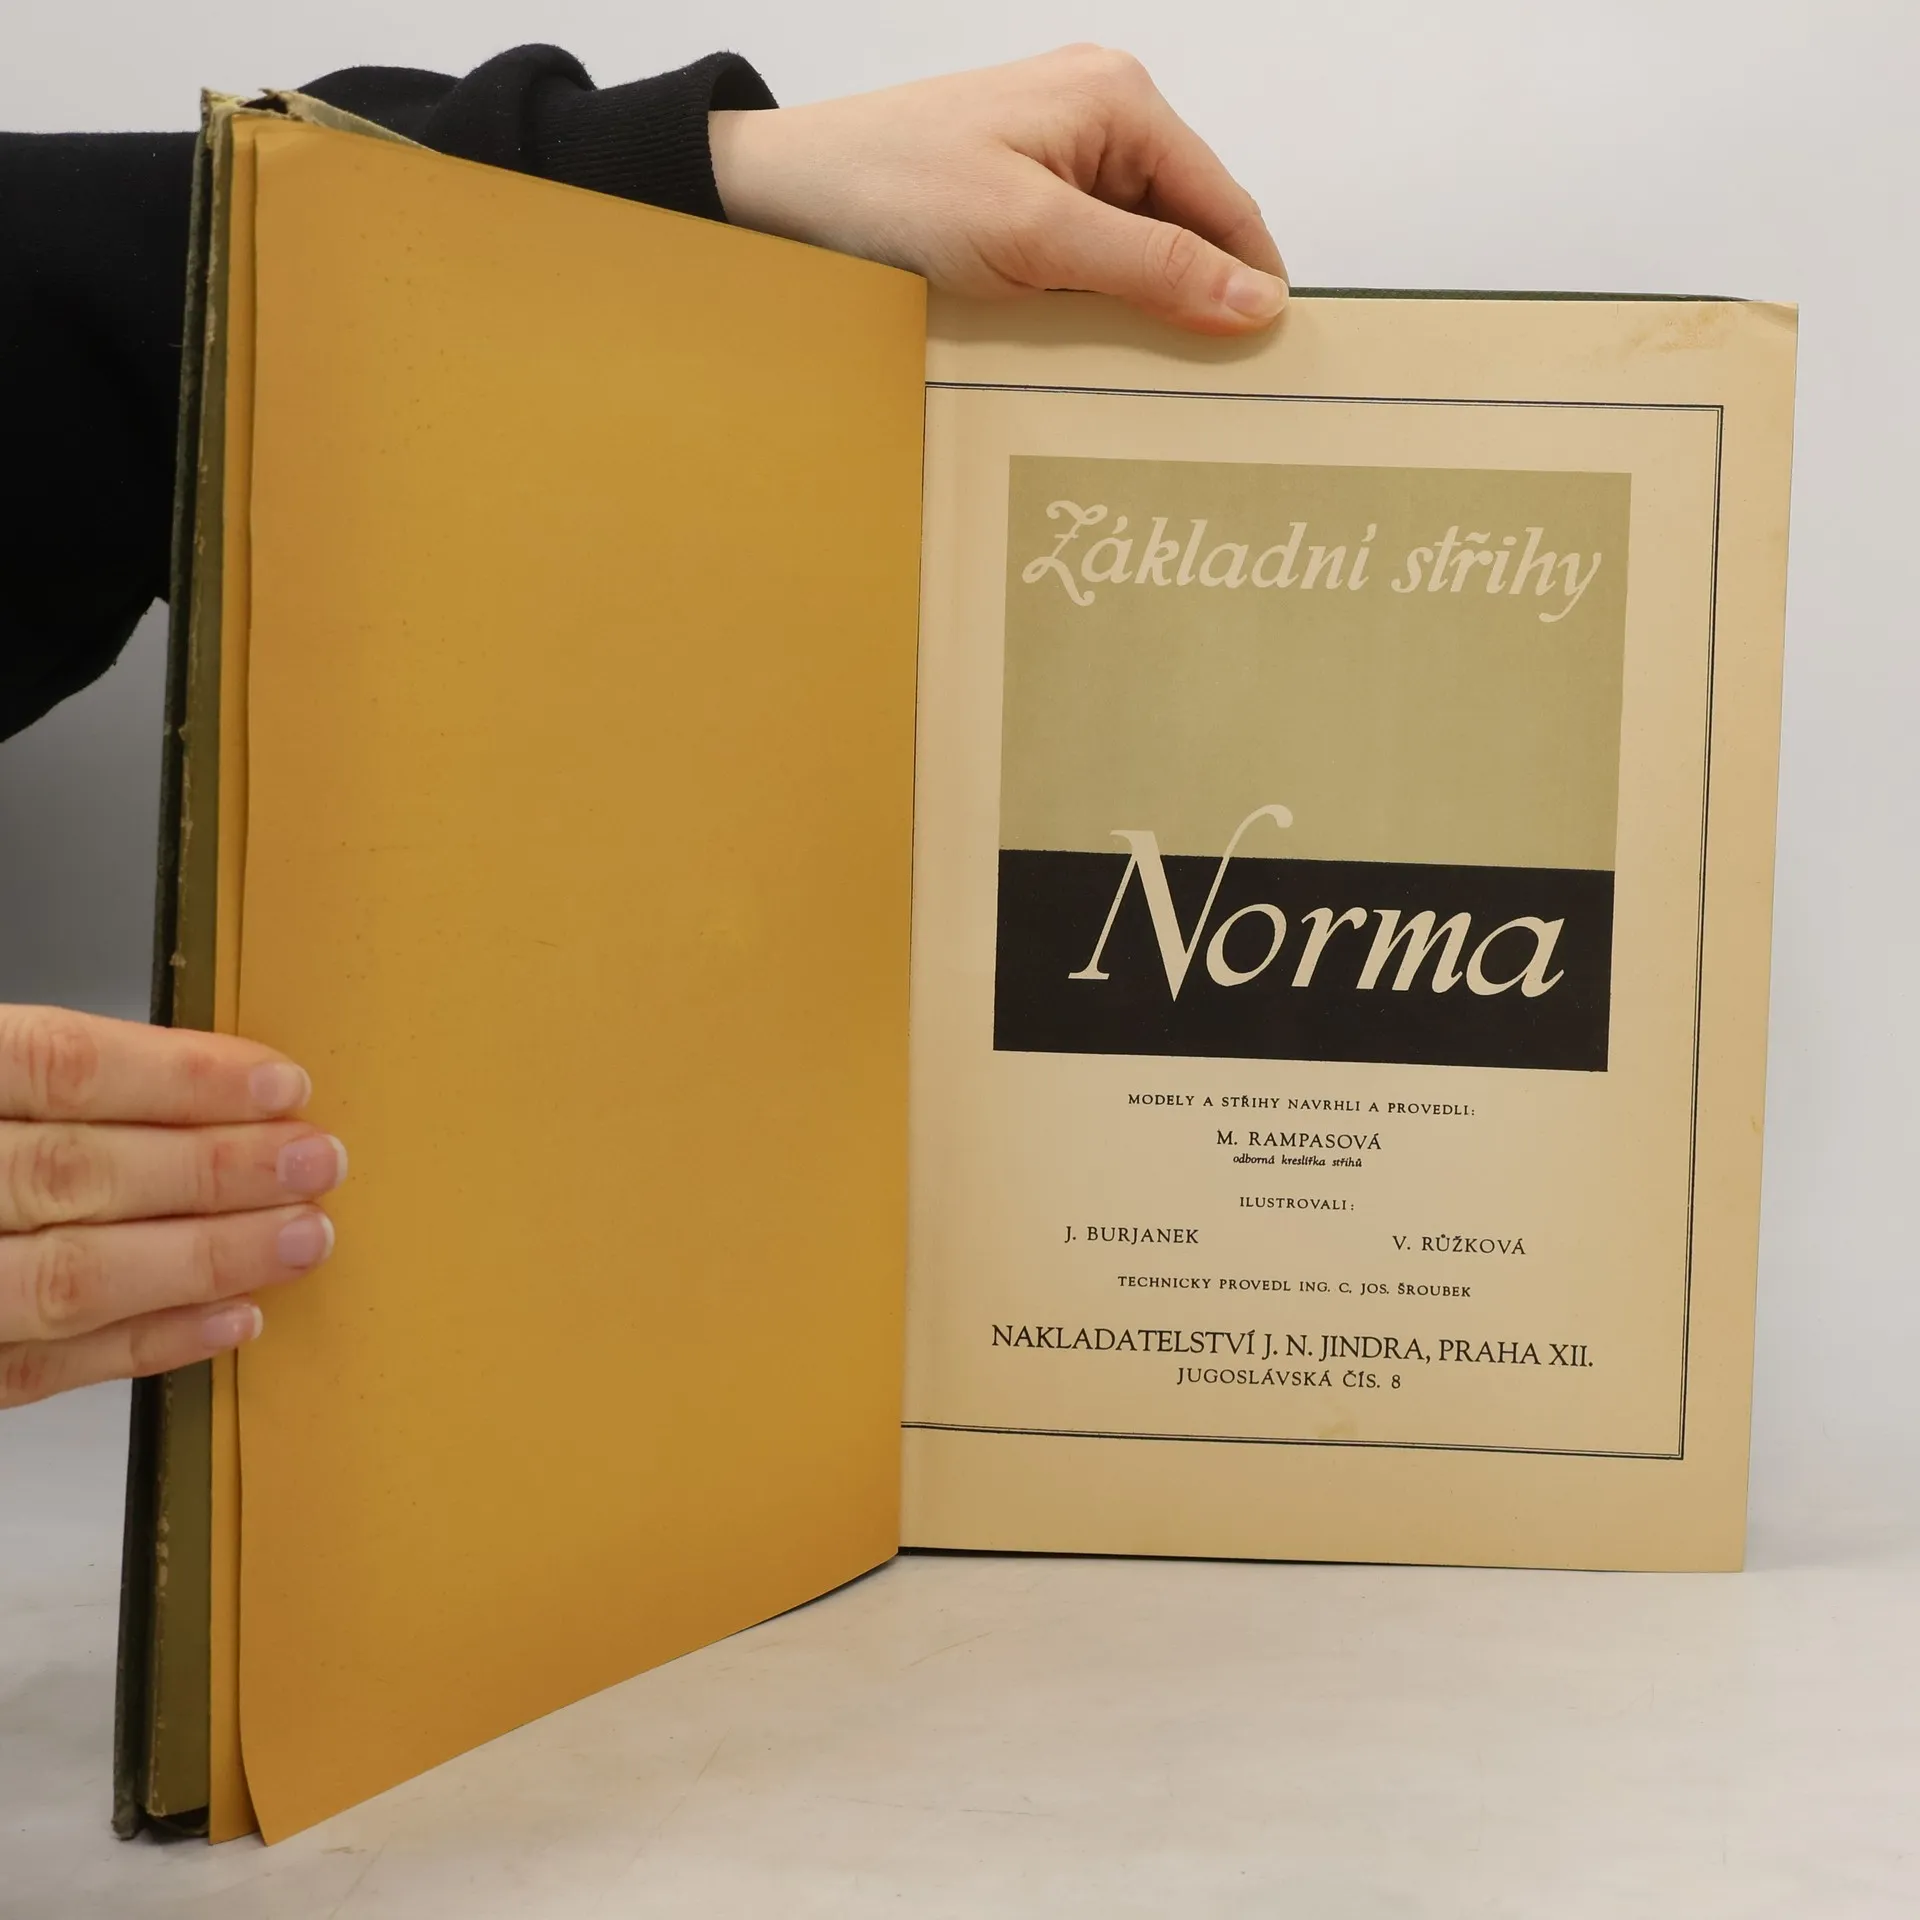 Základní střihy
Norma
MODELY A STŘIHY NAVRHLI A PROVEDLI:
M. RAMPASOVÁ
odborná kreslířka střihů
ILUSTROVALI:
J. BURJANEK V. RŮŽKOVÁ
TECHNICKY PROVEDL ING. C. JOS. ŠROUBEK
NAKLADATELSTVÍ J. N. JINDRA, PRAHA XII.
JUGOSLÁVSKÁ ČÍS. 8